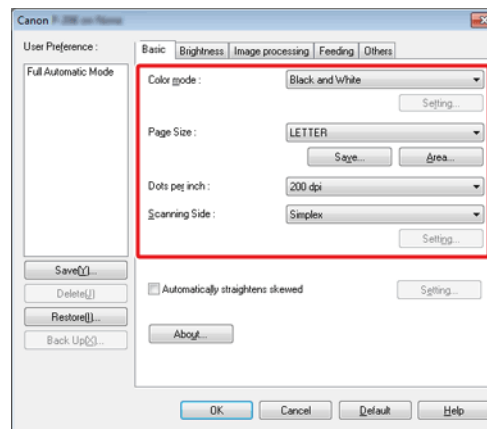 Canon
User Preference :
Full Automatic Mode
Save(Y)...
Delete(J)
Restore(I)...
Back Up(X)...
Basic Brightness Image processing Feeding Others
Color mode : Black and White
Setting...
Page Size : LETTER
Save... Area...
Dots per inch : 200 dpi
Scanning Side : Simplex
Setting...
Automatically straightens skewed Setting...
About...
OK Cancel Default Help